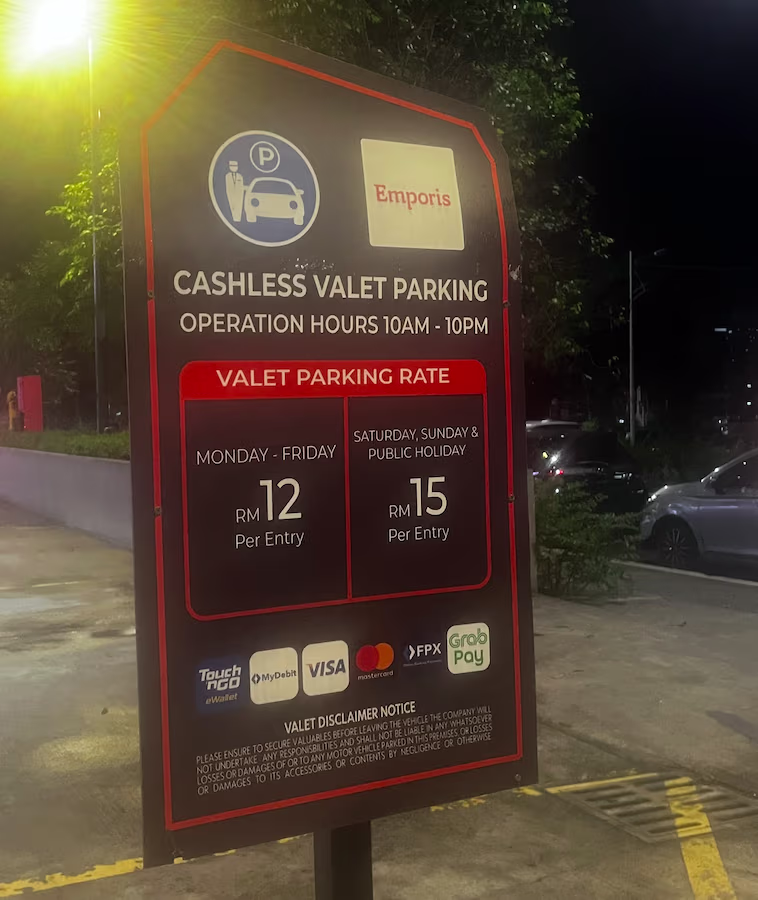 P
Emporis
CASHLESS VALET PARKING
OPERATION HOURS 10AM - 10PM
VALET PARKING RATE
MONDAY - FRIDAY
RM 12
Per Entry
SATURDAY, SUNDAY &
PUBLIC HOLIDAY
RM 15
Per Entry
Touch
'n GO
eWallet
MyDebit
VISA
mastercard
FPX
Grab
Pay
VALET DISCLAIMER NOTICE
PLEASE ENSURE TO SECURE VALUABLES BEFORE LEAVING THE VEHICLE THE COMPANY WILL
NOT UNDERTAKE ANY RESPONSIBILITIES AND SHALL NOT BE LIABLE IN ANY WHATSOEVER
LOSSES OR DAMAGES OF OR TO ANY MOTOR VEHICLE PARKED IN THIS PREMISES. OR LOSSES
OR DAMAGES TO ITS ACCESSORIES OR CONTENTS BY NEGLIGENCE OR OTHERWISE